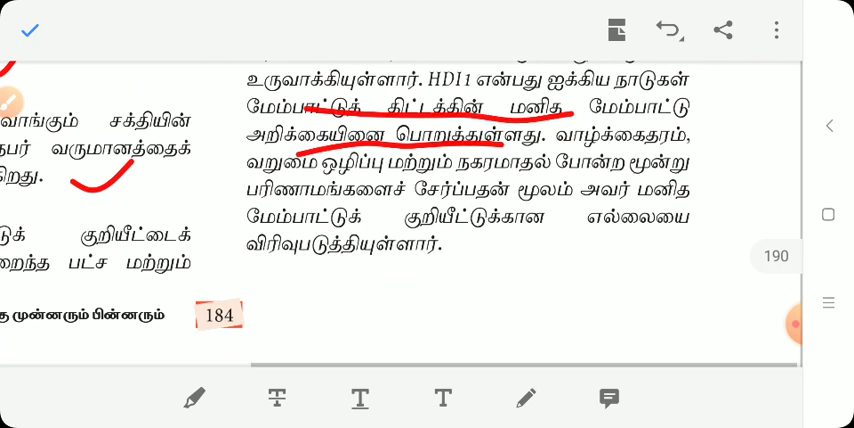 வாங்கும் சக்தியின்
நபர் வருமானத்தைக்
கிறது.
டுக் குறியீட்டைக்
றைந்த பட்ச மற்றும்
உருவாக்கியுள்ளார். HDI1 என்பது ஐக்கிய நாடுகள்
மேம்பாட்டுத் திட்டத்தின் மனித மேம்பாட்டு
அறிக்கையினை பொறுத்துள்ளது. வாழ்க்கைதரம்,
வறுமை ஒழிப்பு மற்றும் நகரமாதல் போன்ற மூன்று
பரிணாமங்களைச் சேர்ப்பதன் மூலம் அவர் மனித
மேம்பாட்டுக் குறியீட்டுக்கான எல்லையை
விரிவுபடுத்தியுள்ளார்.
கு முன்னரும் பின்னரும்
184
190